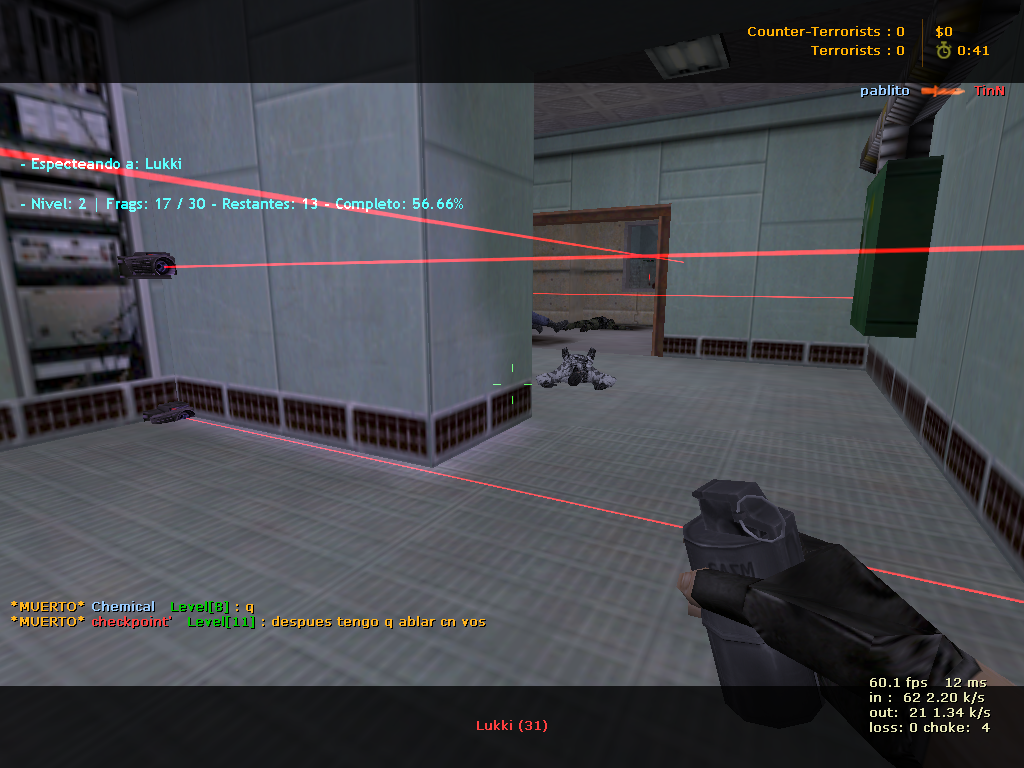 Counter-Terrorists : 0 $0
Terrorists : 0 0:41
pablito TinN
- Especteando a: Lukki
- Nivel: 2 | Frags: 17 / 30 - Restantes: 13 - Completo: 56.66%
*MUERTO* Chemical Level[8] : q
*MUERTO* checkpoint' Level[11] : despues tengo q ablar cn vos
60.1 fps 12 ms
in : 62 2.20 k/s
out: 21 1.34 k/s
loss: 0 choke: 4
Lukki (31)